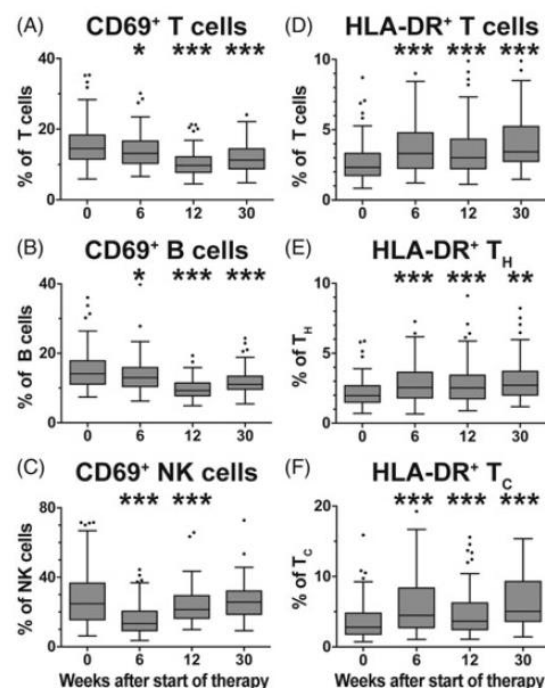 (A) CD69⁺ T cells
* *** ***
40
20
0
% of T cells
0 6 12 30
(D) HLA-DR⁺ T cells
*** *** ***
10
5
0
% of T cells
0 6 12 30
(B) CD69⁺ B cells
* *** ***
40
20
0
% of B cells
0 6 12 30
(E) HLA-DR⁺ T_H
*** *** **
10
5
0
% of T_H
0 6 12 30
(C) CD69⁺ NK cells
*** ***
80
40
0
% of NK cells
0 6 12 30
Weeks after start of therapy
(F) HLA-DR⁺ T_C
*** *** ***
20
10
0
% of T_C
0 6 12 30
Weeks after start of therapy